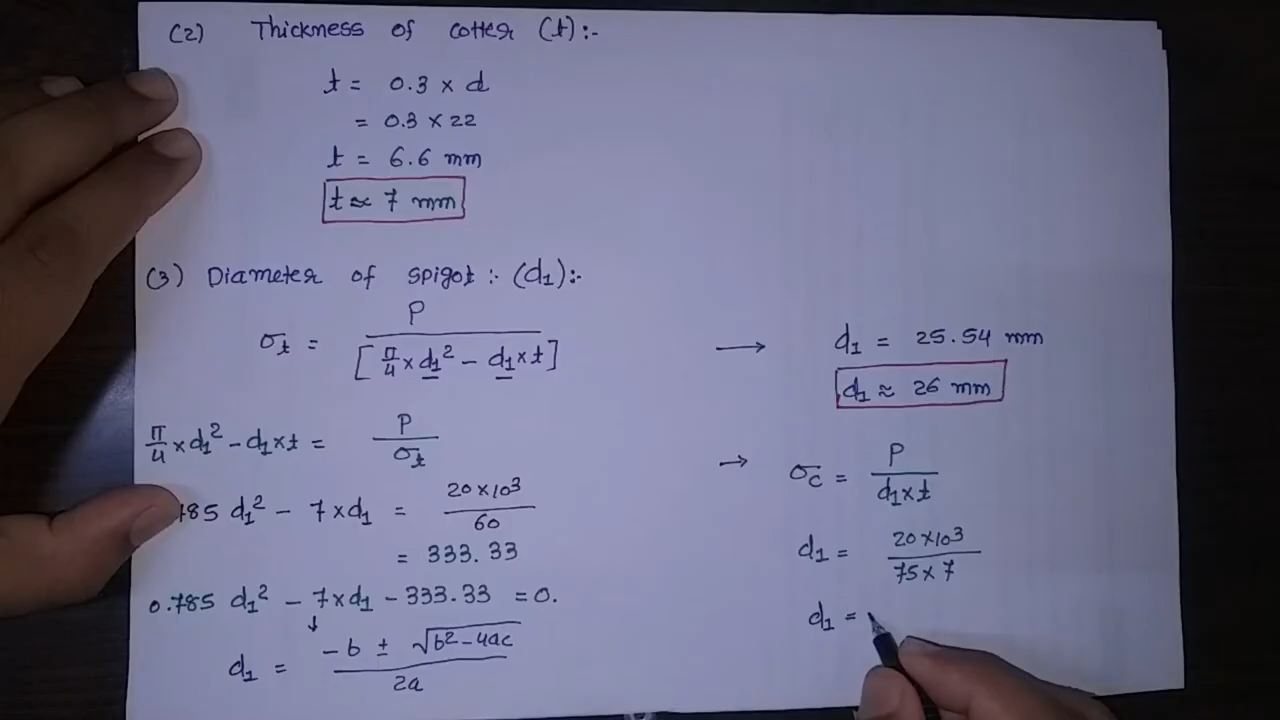 (2) Thickness of cotter (t):-
t = 0.3 × d
= 0.3 × 22
t = 6.6 mm
t ≈ 7 mm
(3) Diameter of spigot :- (d₁):-
σt = P / [π/4 × d₁² - d₁ × t]
π/4 × d₁² - d₁ × t = P / σt
785 d₁² - 7 × d₁ = 20 × 10³ / 60
= 333.33
0.785 d₁² - 7 × d₁ - 333.33 = 0.
↓
d₁ = -b ± √b² - 4ac / 2a
→ d₁ = 25.54 mm
d₁ ≈ 26 mm
→ σc = P / d₁ × t
d₁ = 20 × 10³ / 75 × 7
d₁ =